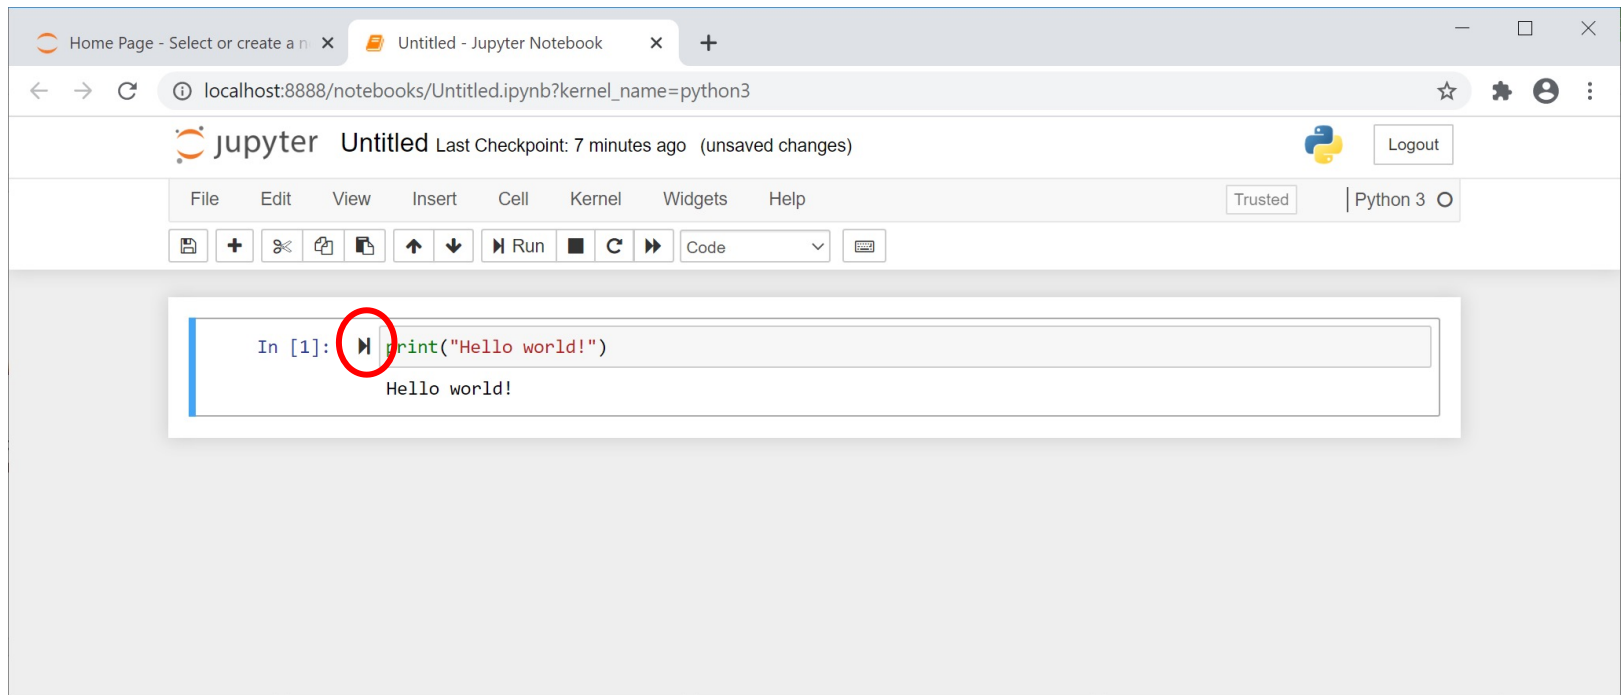 Home Page - Select or create a n
Untitled - Jupyter Notebook
localhost:8888/notebooks/Untitled.ipynb?kernel_name=python3
jupyter Untitled Last Checkpoint: 7 minutes ago (unsaved changes)
Logout
File Edit View Insert Cell Kernel Widgets Help
Trusted
Python 3
Run
Code
In [1]: print("Hello world!")
Hello world!